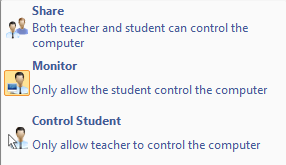 Share
Both teacher and student can control the
computer
Monitor
Only allow the student control the computer
Control Student
Only allow teacher to control the computer